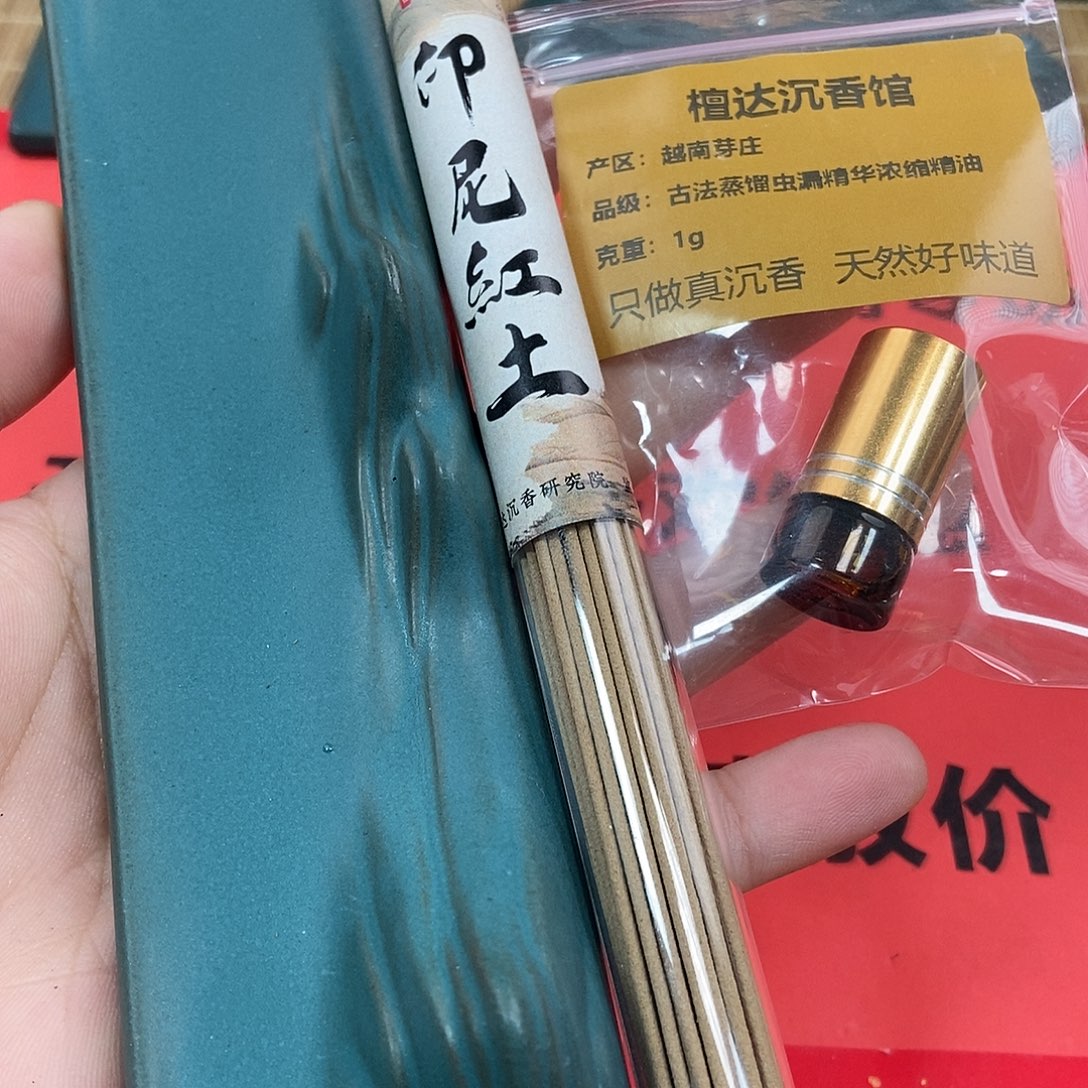 印尼紅土
沉香研究院
檀达沉香馆
产区：越南芽庄
品级：古法蒸馏虫漏精华浓缩精油
克重：1g
只做真沉香 天然好味道
价